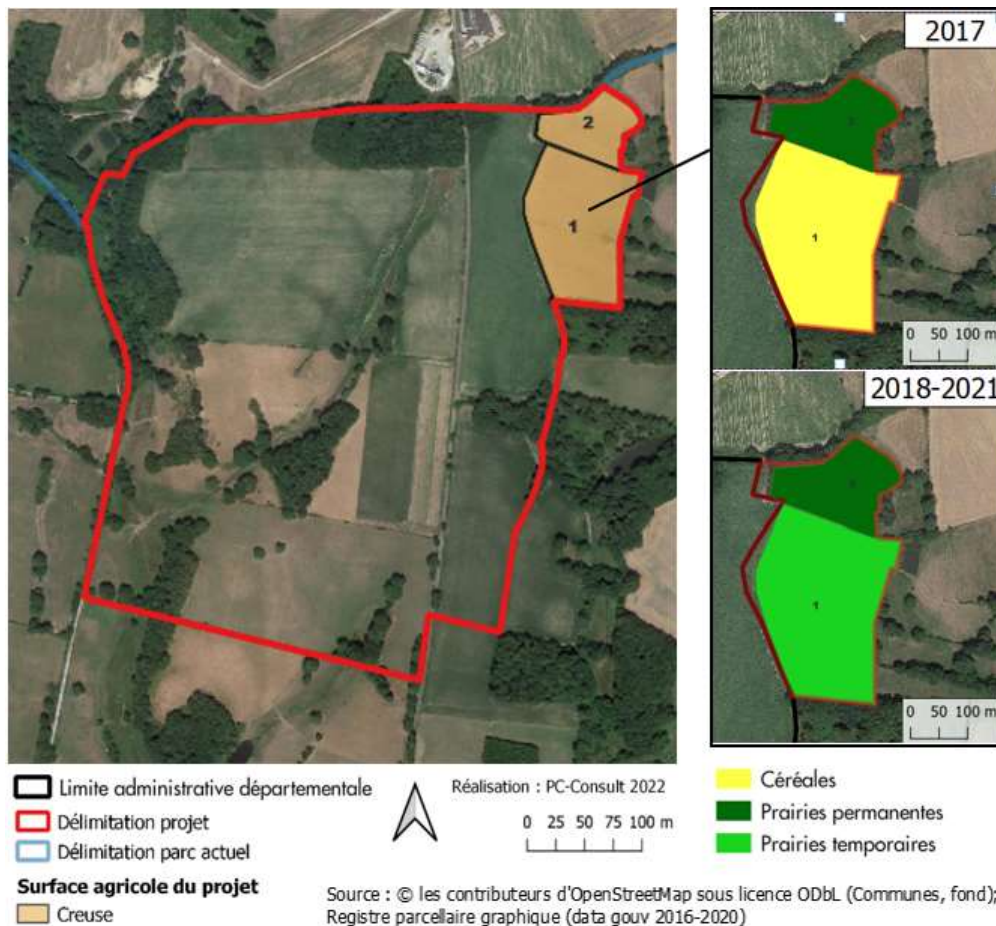 2017
2
1
2
1
0 50 100 m
2018-2021
2
1
0 50 100 m
Limite administrative départementale
Délimitation projet
Délimitation parc actuel
Surface agricole du projet
Creuse
Réalisation : PC-Consult 2022
0 25 50 75 100 m
Céréales
Prairies permanentes
Prairies temporaires
Source : © les contributeurs d'OpenStreetMap sous licence ODbL (Communes, fond);
Registre parcellaire graphique (data gouv 2016-2020)